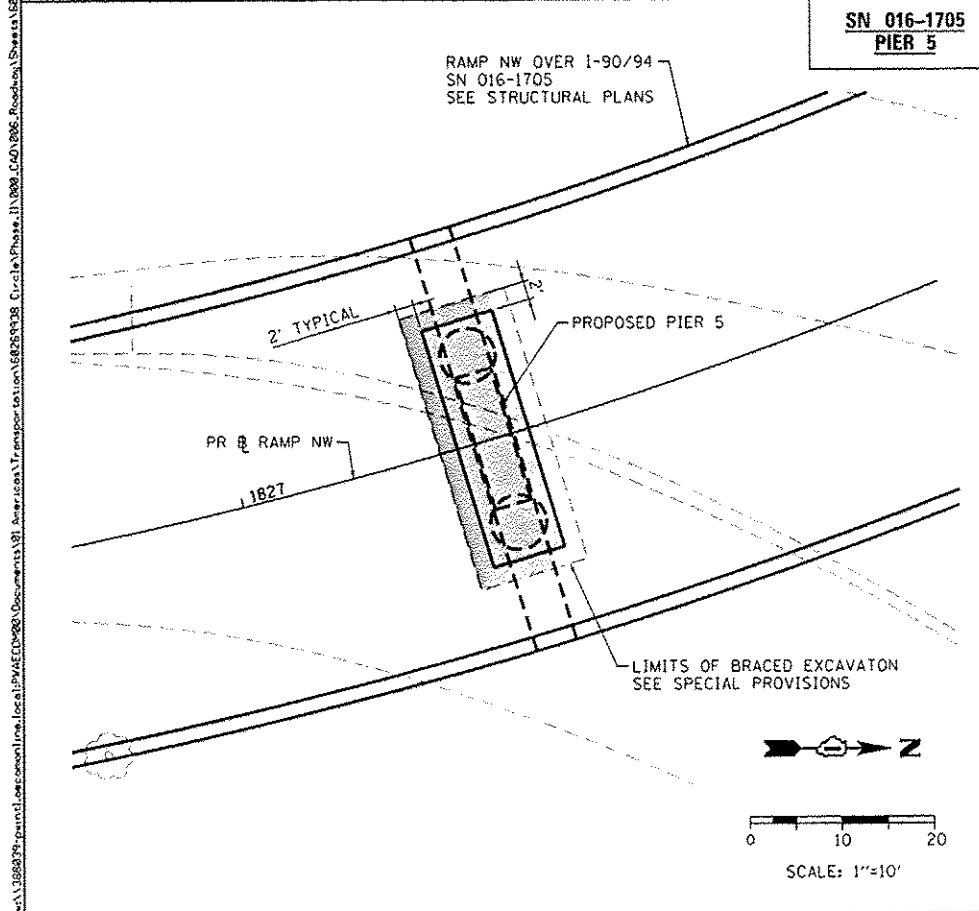 SN 016-1705
PIER 5
RAMP NW OVER I-90/94
SN 016-1705
SEE STRUCTURAL PLANS
2' TYPICAL
2'
PROPOSED PIER 5
PR ℄ RAMP NW
1827
LIMITS OF BRACED EXCAVATON
SEE SPECIAL PROVISIONS
N
0 10 20
SCALE: 1"=10'